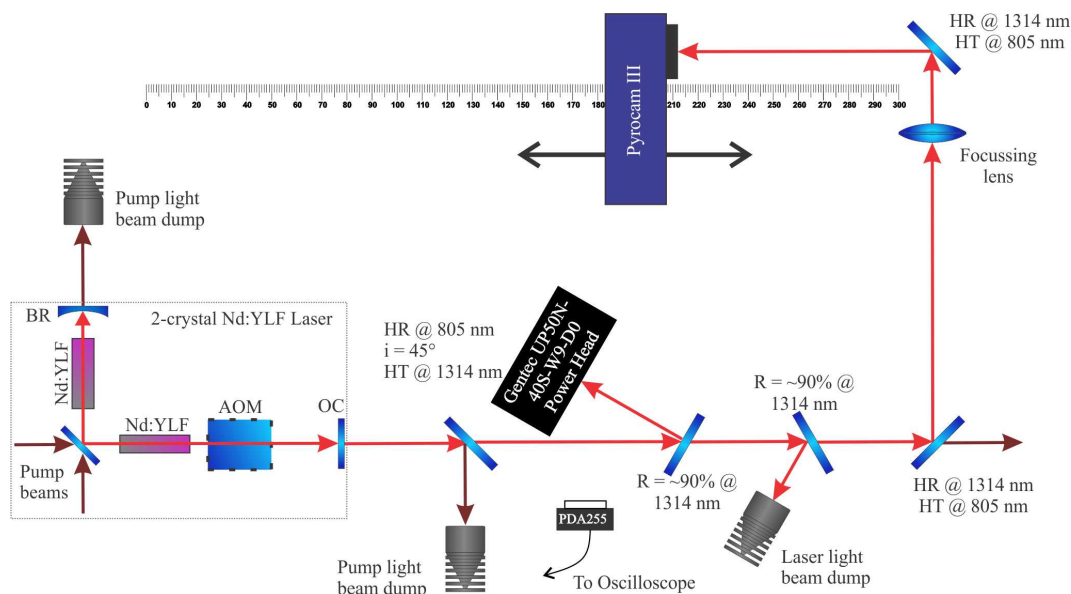 HR @ 1314 nm
HT @ 805 nm
Pyrocam III
0 10 20 30 40 50 60 70 80 90 100 110 120 130 140 150 160 170 180 210 220 230 240 250 260 270 280 290 300
Focussing
lens
Pump light
beam dump
BR
2-crystal Nd:YLF Laser
Nd:YLF
Nd:YLF
AOM
OC
Pump
beams
HR @ 805 nm
i = 45°
HT @ 1314 nm
Gentec UP50N-
40S-W9-D0
Power Head
R = ~90% @
1314 nm
R = ~90% @
1314 nm
HR @ 1314 nm
HT @ 805 nm
PDA255
To Oscilloscope
Pump light
beam dump
Laser light
beam dump